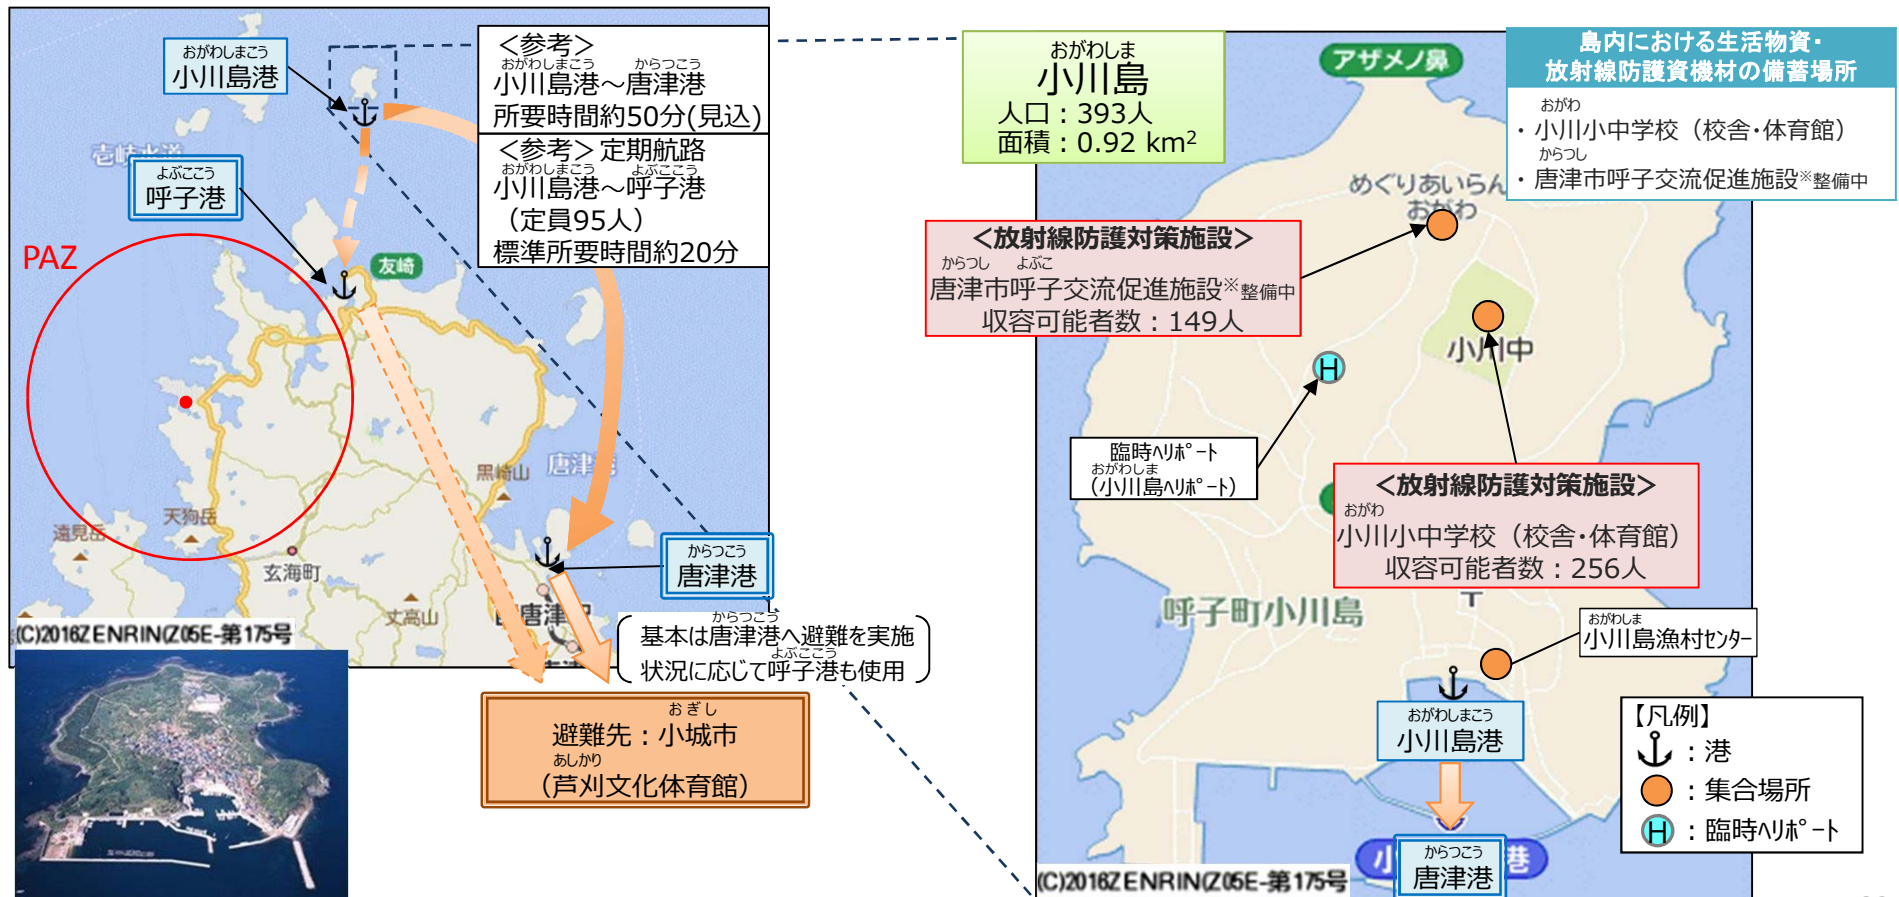 おがわしまこう
小川島港
<参考>
おがわしまこう からつこう
小川島港~唐津港
所要時間約50分(見込)
<参考> 定期航路
おがわしまこう よぶここう
小川島港~呼子港
（定員95人）
標準所要時間約20分
壱岐水道
よぶここう
呼子港
PAZ
友崎
黒崎山
唐津
天狗岳
遠見岳
玄海町
丈高山
唐津
からつこう
唐津港
からつこう
基本は唐津港へ避難を実施
よぶここう
状況に応じて呼子港も使用
(C)2016ZENRIN(Z05E-第175号
おぎし
避難先：小城市
あしかり
（芦刈文化体育館）
おがわしま
小川島
人口：393人
面積：0.92 km²
アザメノ鼻
島内における生活物資・
放射線防護資機材の備蓄場所
おがわ
・小川小中学校（校舎・体育館）
からつし
・唐津市呼子交流促進施設※整備中
めぐりあいらん
おがわ
<放射線防護対策施設>
からつし よぶこ
唐津市呼子交流促進施設※整備中
収容可能者数：149人
小川中
H
臨時ﾍﾘﾎﾟｰﾄ
おがわしま
（小川島ﾍﾘﾎﾟｰﾄ）
<放射線防護対策施設>
おがわ
小川小中学校（校舎・体育館）
収容可能者数：256人
呼子町小川島
おがわしま
小川島漁村ｾﾝﾀｰ
おがわしまこう
小川島港
小
港
からつこう
唐津港
【凡例】
：港
：集合場所
H：臨時ﾍﾘﾎﾟｰﾄ
(C)2016ZENRIN(Z05E-第175号